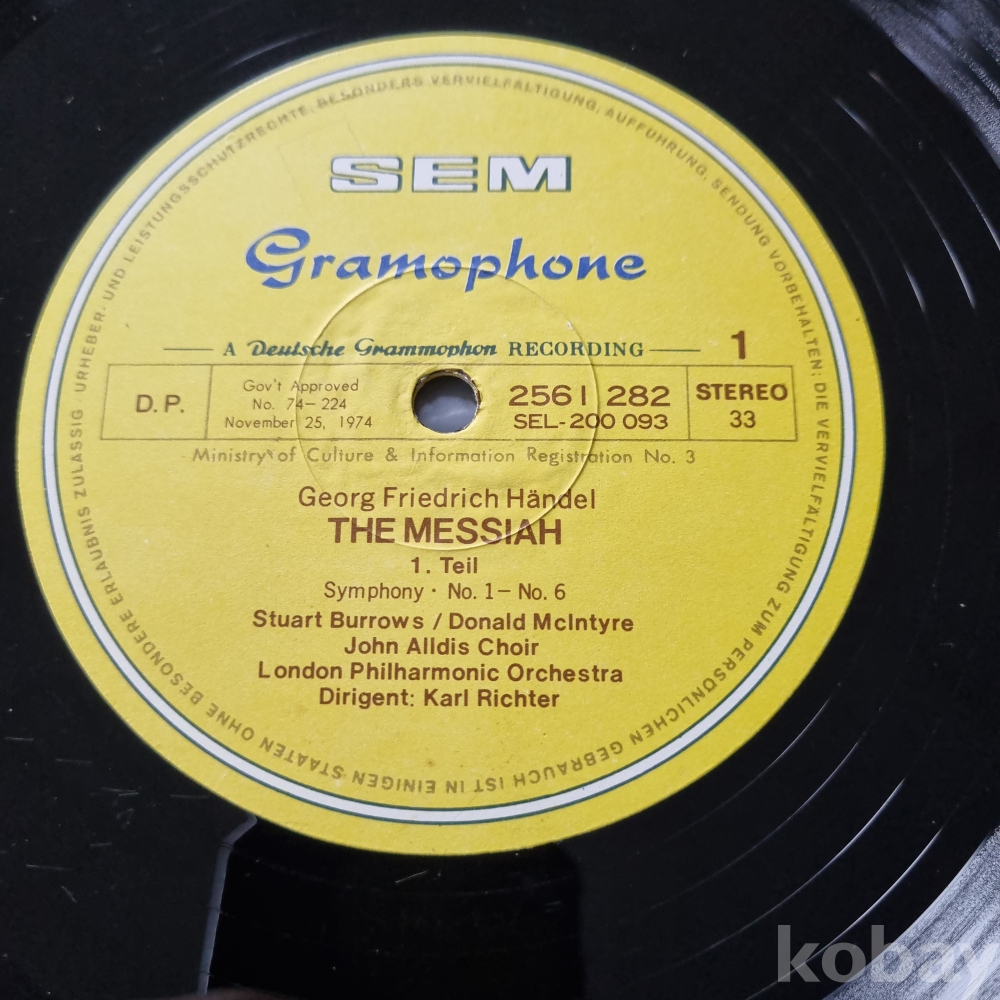 SEM
Gramophone
A Deutsche Grammophon RECORDING
1
D.P.
Gov't Approved
No. 74-224
November 25, 1974
2561 282
SEL-200 093
STEREO
33
Ministry of Culture & Information Registration No. 3
Georg Friedrich Händel
THE MESSIAH
1. Teil
Symphony · No. 1 – No. 6
Stuart Burrows / Donald McIntyre
John Alldis Choir
London Philharmonic Orchestra
Dirigent: Karl Richter
URHEBER- UND LEISTUNGSSCHUTZRECHTE, BESONDERS VERVIELFÄLTIGUNG, AUFFÜHRUNG, SENDUNG VORBEHALTEN; DIE VERVIELFÄLTIGUNG ZUM PERSÖNLICHEN GEBRAUCH IST IN EINIGEN STAATEN OHNE BESONDERE ERLAUBNIS ZULÄSSIG ·
kobay